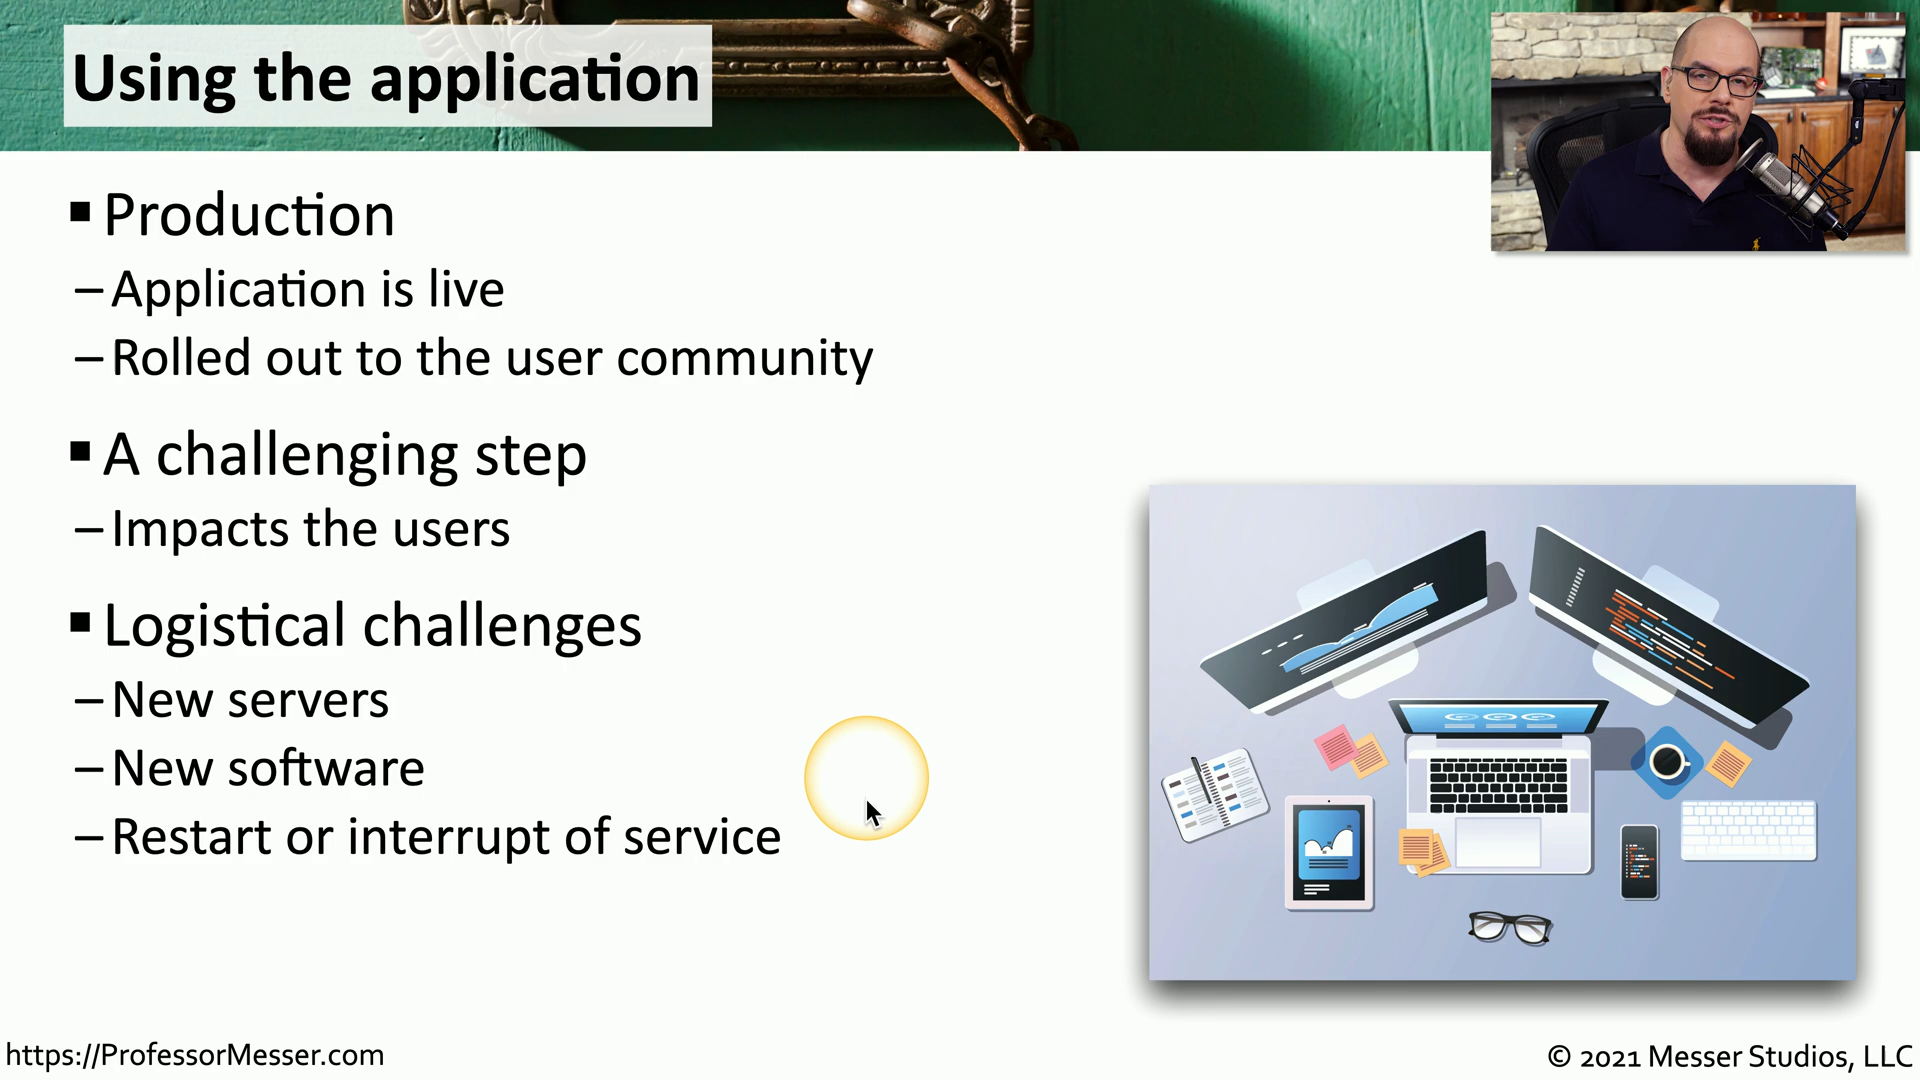 Using the application
▪ Production
– Application is live
– Rolled out to the user community
▪ A challenging step
– Impacts the users
▪ Logistical challenges
– New servers
– New software
– Restart or interrupt of service
https://ProfessorMesser.com
© 2021 Messer Studios, LLC